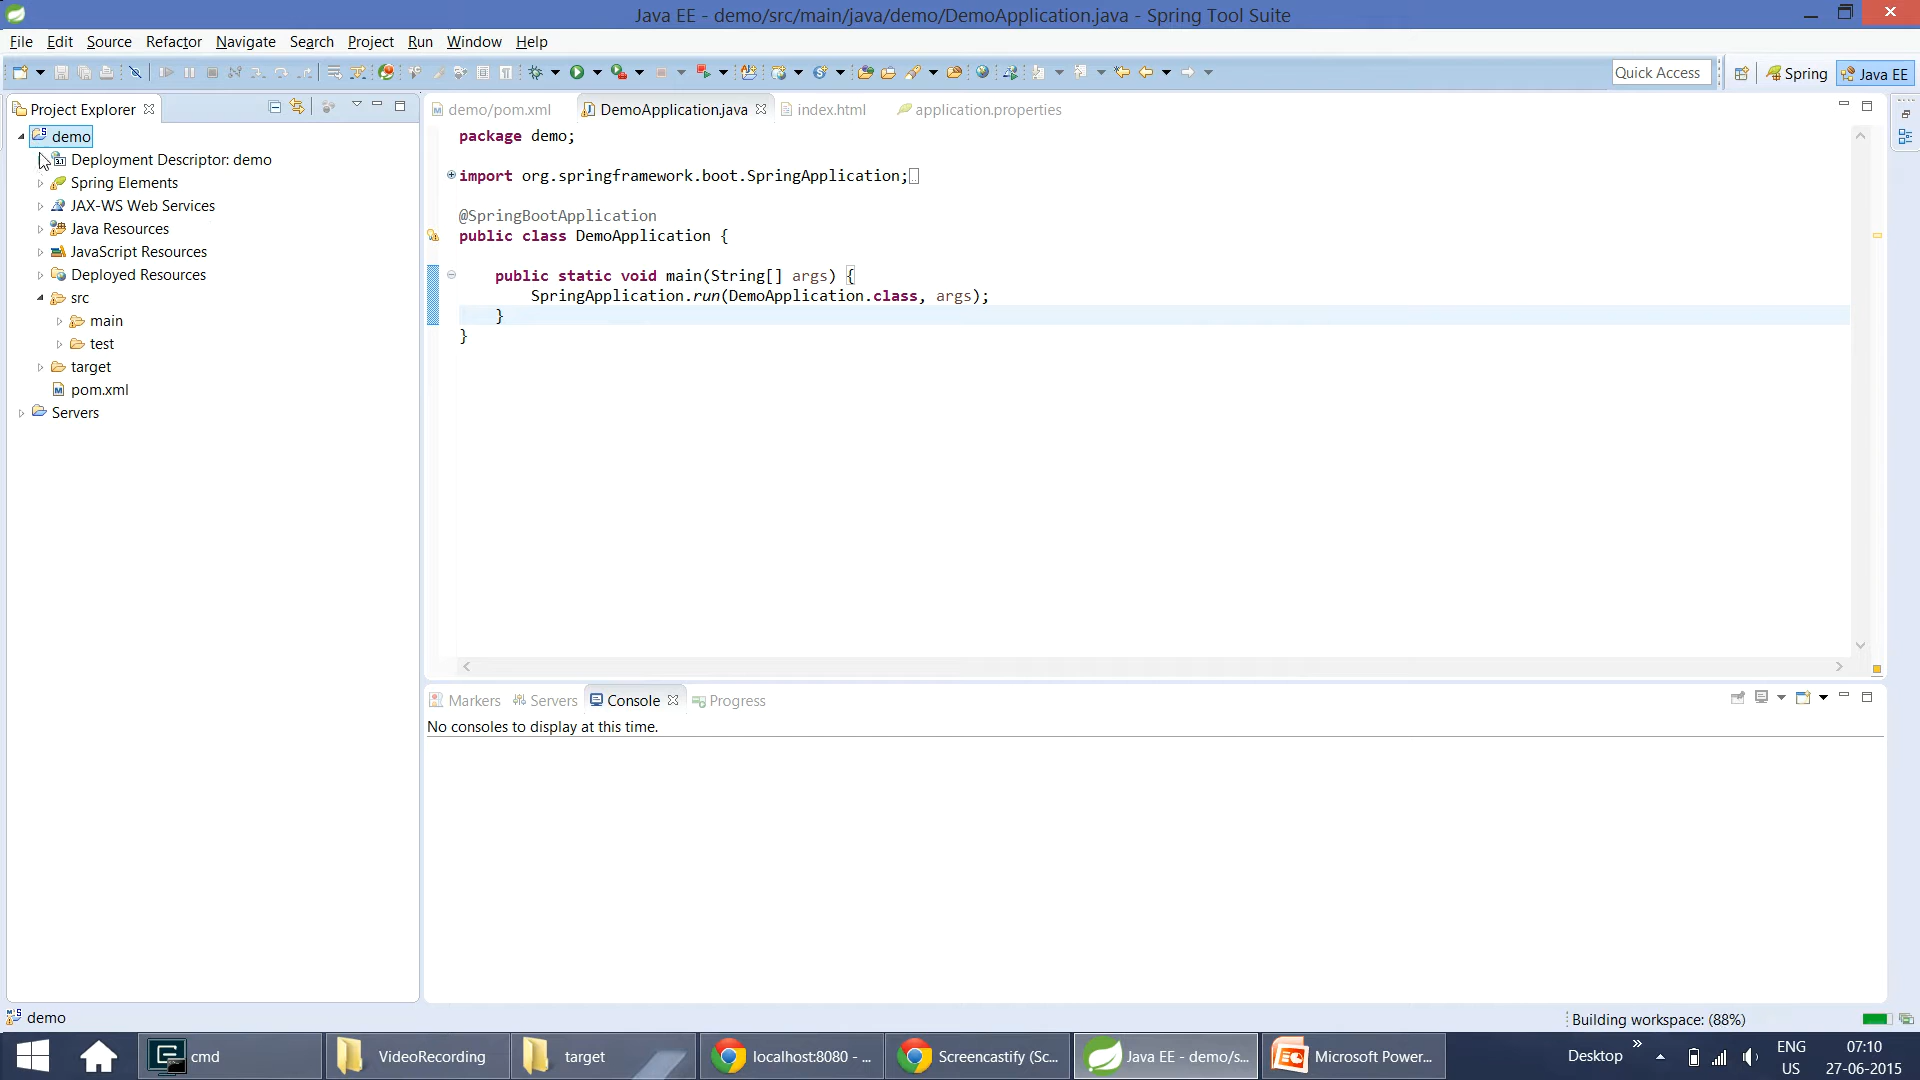 Java EE - demo/src/main/java/demo/DemoApplication.java - Spring Tool Suite
File Edit Source Refactor Navigate Search Project Run Window Help
Quick Access Spring Java EE
Project Explorer
demo
Deployment Descriptor: demo
Spring Elements
JAX-WS Web Services
Java Resources
JavaScript Resources
Deployed Resources
src
main
test
target
pom.xml
Servers
demo/pom.xml DemoApplication.java index.html application.properties
package demo;
import org.springframework.boot.SpringApplication;
@SpringBootApplication
public class DemoApplication {
public static void main(String[] args) {
SpringApplication.run(DemoApplication.class, args);
}
}
Markers Servers Console Progress
No consoles to display at this time.
demo
Building workspace: (88%)
cmd VideoRecording target localhost:8080 - ... Screencastify (Sc... Java EE - demo/s... Microsoft Power...
Desktop
ENG
US
07:10
27-06-2015